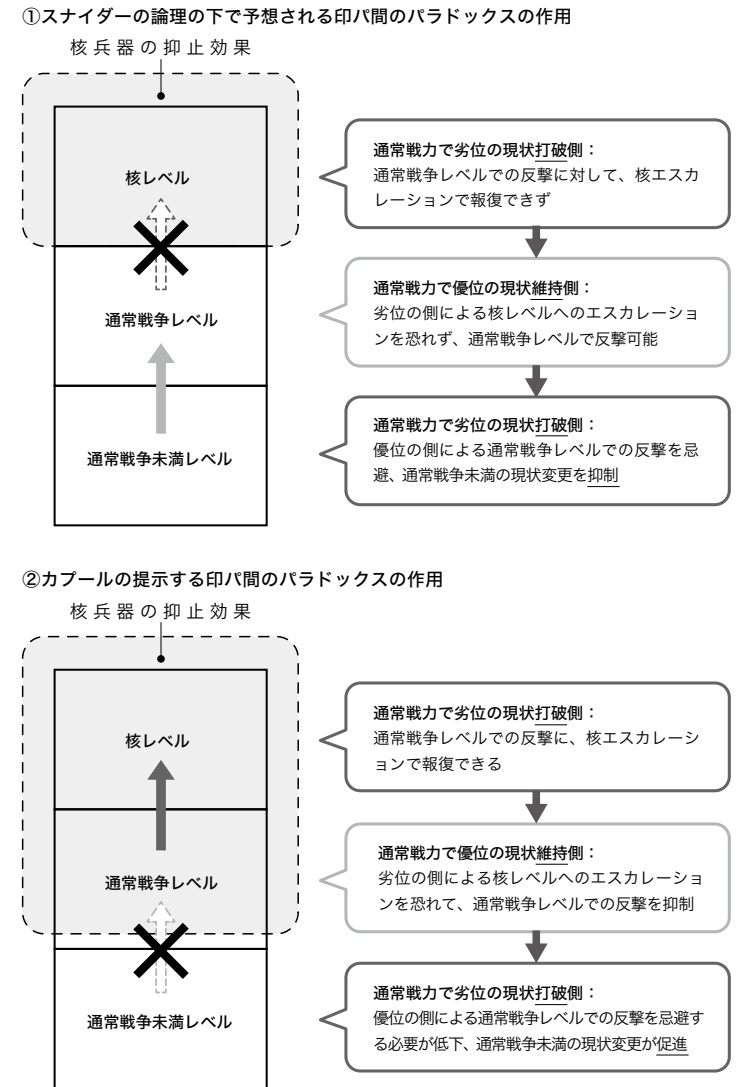 ①スナイダーの論理の下で予想される印パ間のパラドックスの作用
核兵器の抑止効果
核レベル
通常戦争レベル
通常戦争未満レベル
通常戦力で劣位の現状打破側：
通常戦争レベルでの反撃に対して、核エスカ
レーションで報復できず
通常戦力で優位の現状維持側：
劣位の側による核レベルへのエスカレーショ
ンを恐れず、通常戦争レベルで反撃可能
通常戦力で劣位の現状打破側：
優位の側による通常戦争レベルでの反撃を忌
避、通常戦争未満の現状変更を抑制
②カプールの提示する印パ間のパラドックスの作用
核兵器の抑止効果
核レベル
通常戦争レベル
通常戦争未満レベル
通常戦力で劣位の現状打破側：
通常戦争レベルでの反撃に、核エスカレーシ
ョンで報復できる
通常戦力で優位の現状維持側：
劣位の側による核レベルへのエスカレーショ
ンを恐れて、通常戦争レベルでの反撃を抑制
通常戦力で劣位の現状打破側：
優位の側による通常戦争レベルでの反撃を忌避す
る必要が低下、通常戦争未満の現状変更が促進